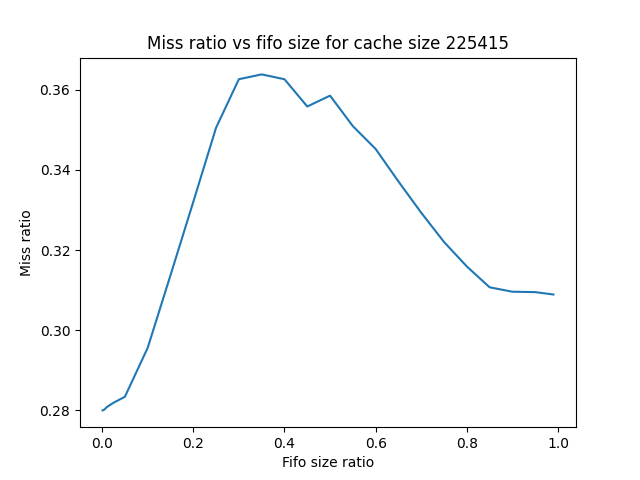 Miss ratio vs fifo size for cache size 225415
0.36
0.34
0.32
0.30
0.28
Miss ratio
0.0 0.2 0.4 0.6 0.8 1.0
Fifo size ratio